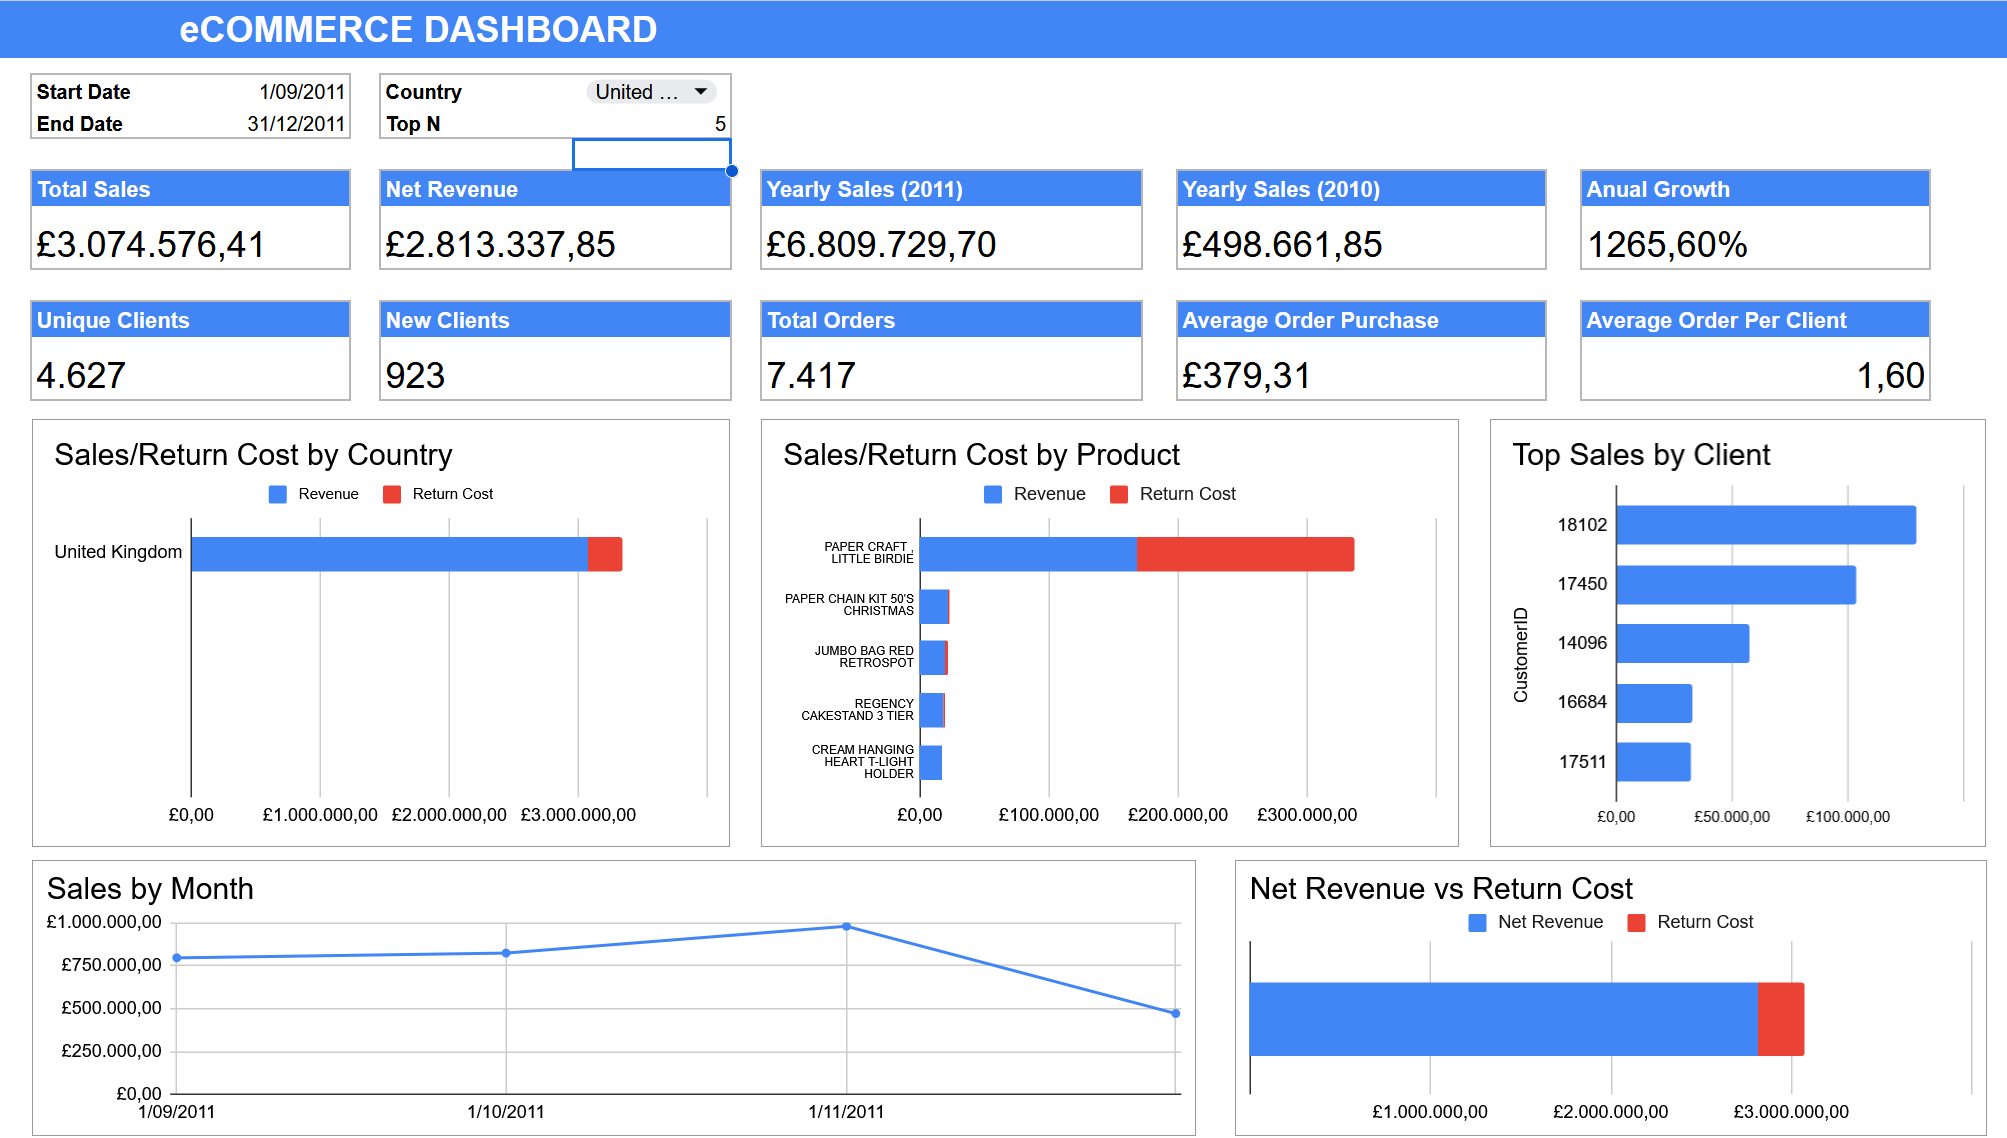 eCOMMERCE DASHBOARD
Start Date 1/09/2011
End Date 31/12/2011
Country United ...
Top N 5
Total Sales
£3.074.576,41
Net Revenue
£2.813.337,85
Yearly Sales (2011)
£6.809.729,70
Yearly Sales (2010)
£498.661,85
Anual Growth
1265,60%
Unique Clients
4.627
New Clients
923
Total Orders
7.417
Average Order Purchase
£379,31
Average Order Per Client
1,60
Sales/Return Cost by Country
Revenue Return Cost
United Kingdom
£0,00 £1.000.000,00 £2.000.000,00 £3.000.000,00
Sales/Return Cost by Product
Revenue Return Cost
PAPER CRAFT ,
LITTLE BIRDIE
PAPER CHAIN KIT 50'S
CHRISTMAS
JUMBO BAG RED
RETROSPOT
REGENCY
CAKESTAND 3 TIER
CREAM HANGING
HEART T-LIGHT
HOLDER
£0,00 £100.000,00 £200.000,00 £300.000,00
Top Sales by Client
CustomerID
18102
17450
14096
16684
17511
£0,00 £50.000,00 £100.000,00
Sales by Month
£1.000.000,00
£750.000,00
£500.000,00
£250.000,00
£0,00
1/09/2011 1/10/2011 1/11/2011
Net Revenue vs Return Cost
Net Revenue Return Cost
£1.000.000,00 £2.000.000,00 £3.000.000,00